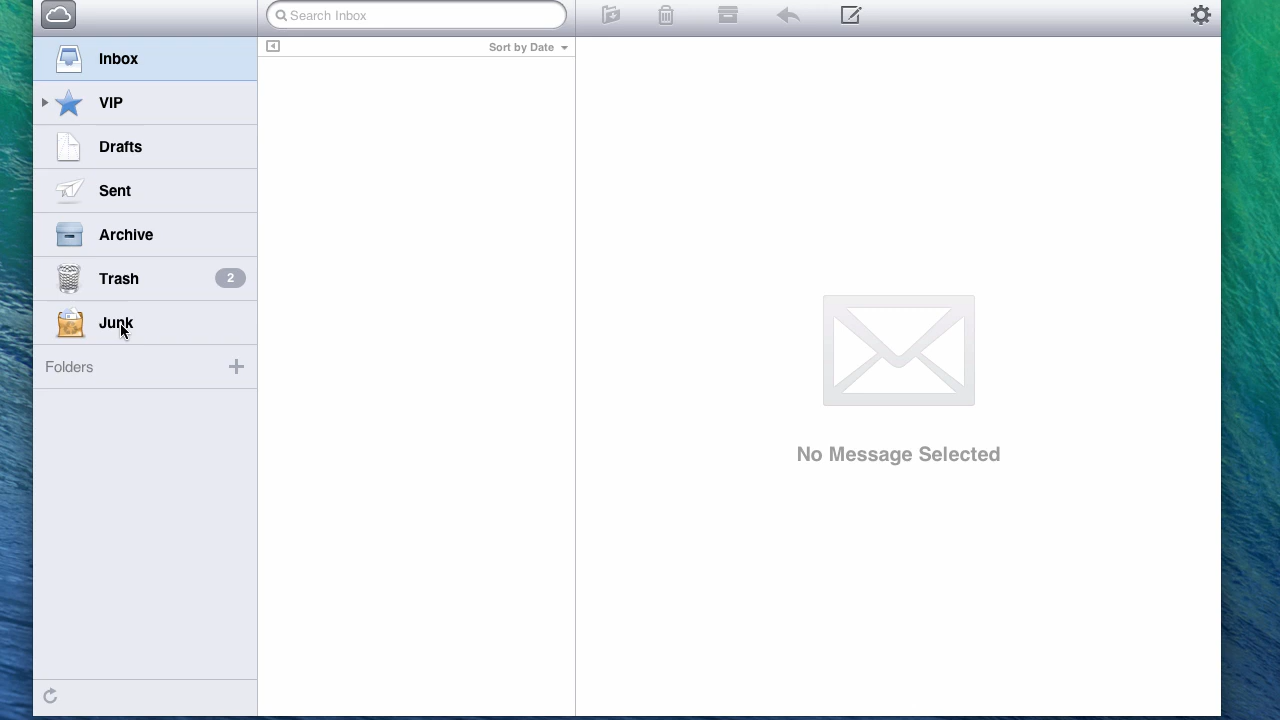 Search Inbox
Sort by Date
Inbox
VIP
Drafts
Sent
Archive
Trash 2
Junk
Folders
No Message Selected